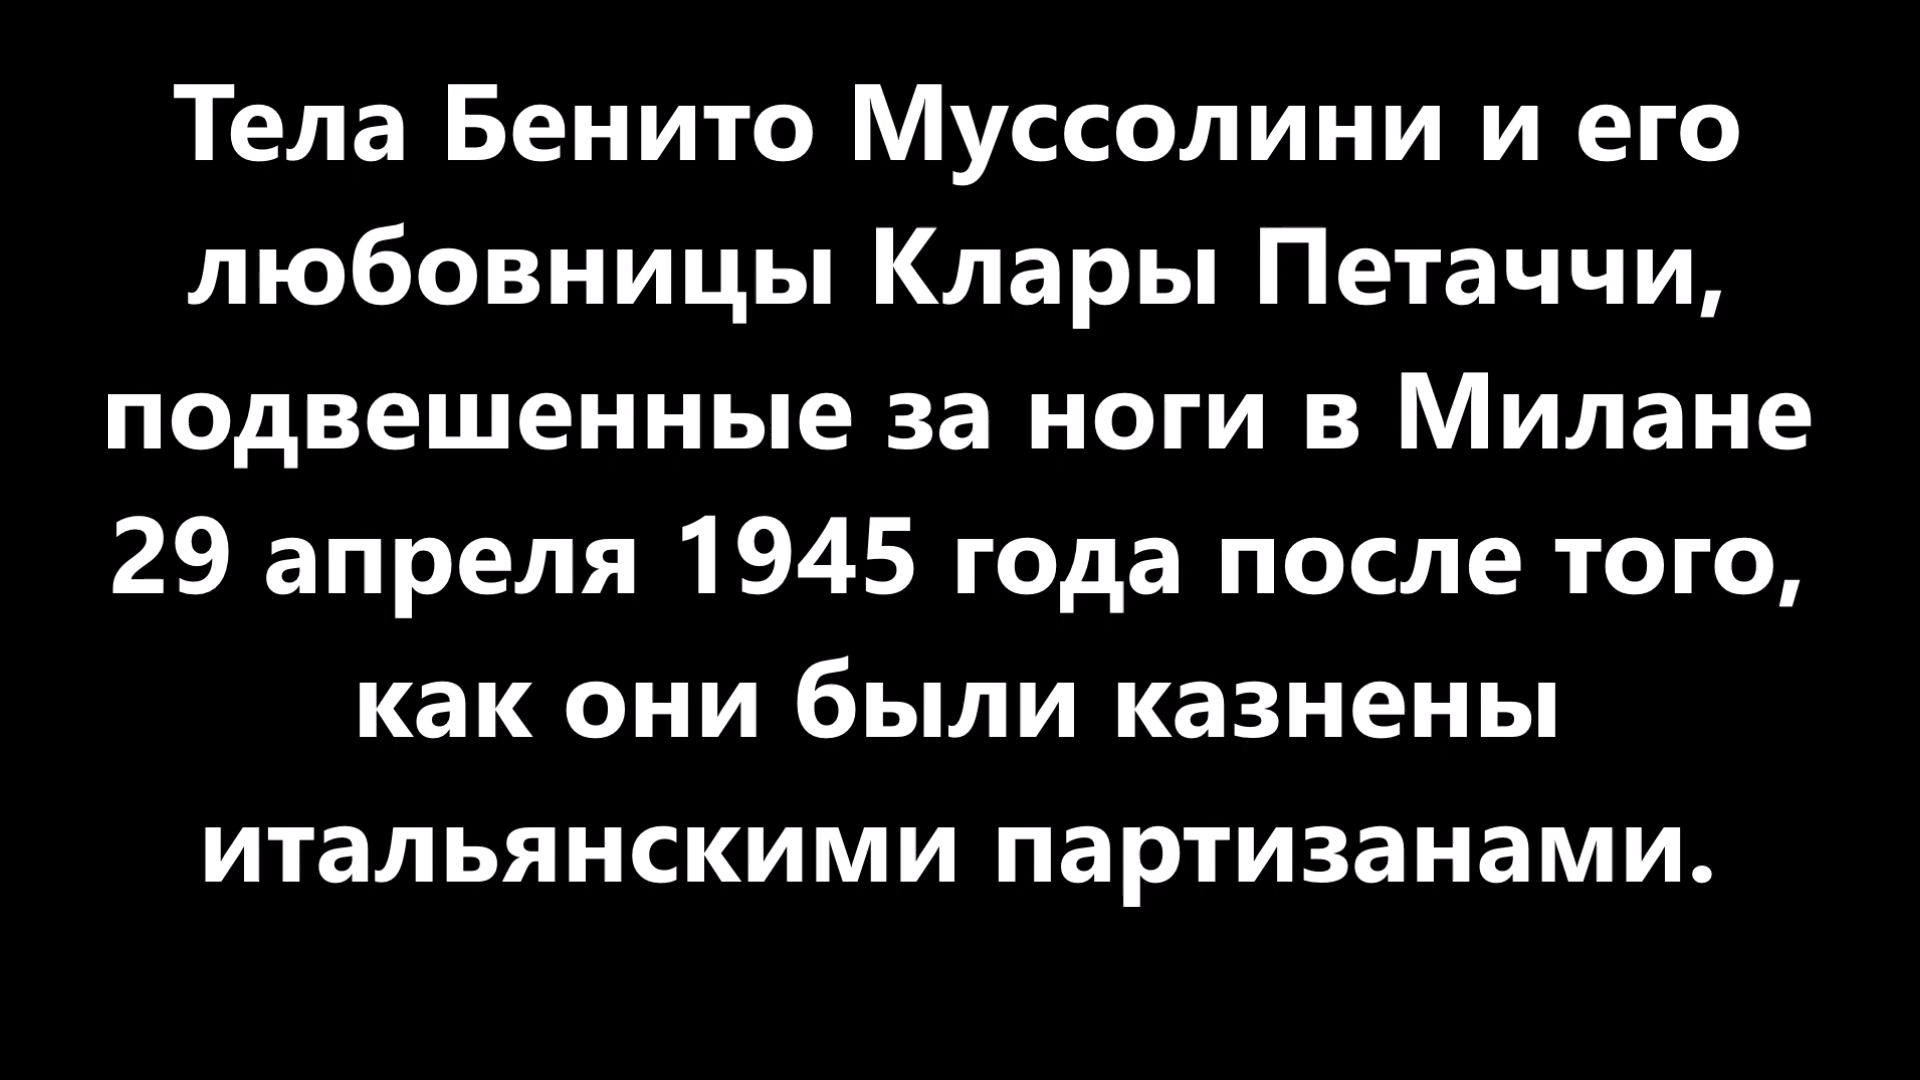 Тела Бенито Муссолини и его
любовницы Клары Петаччи,
подвешенные за ноги в Милане
29 апреля 1945 года после того,
как они были казнены
итальянскими партизанами.